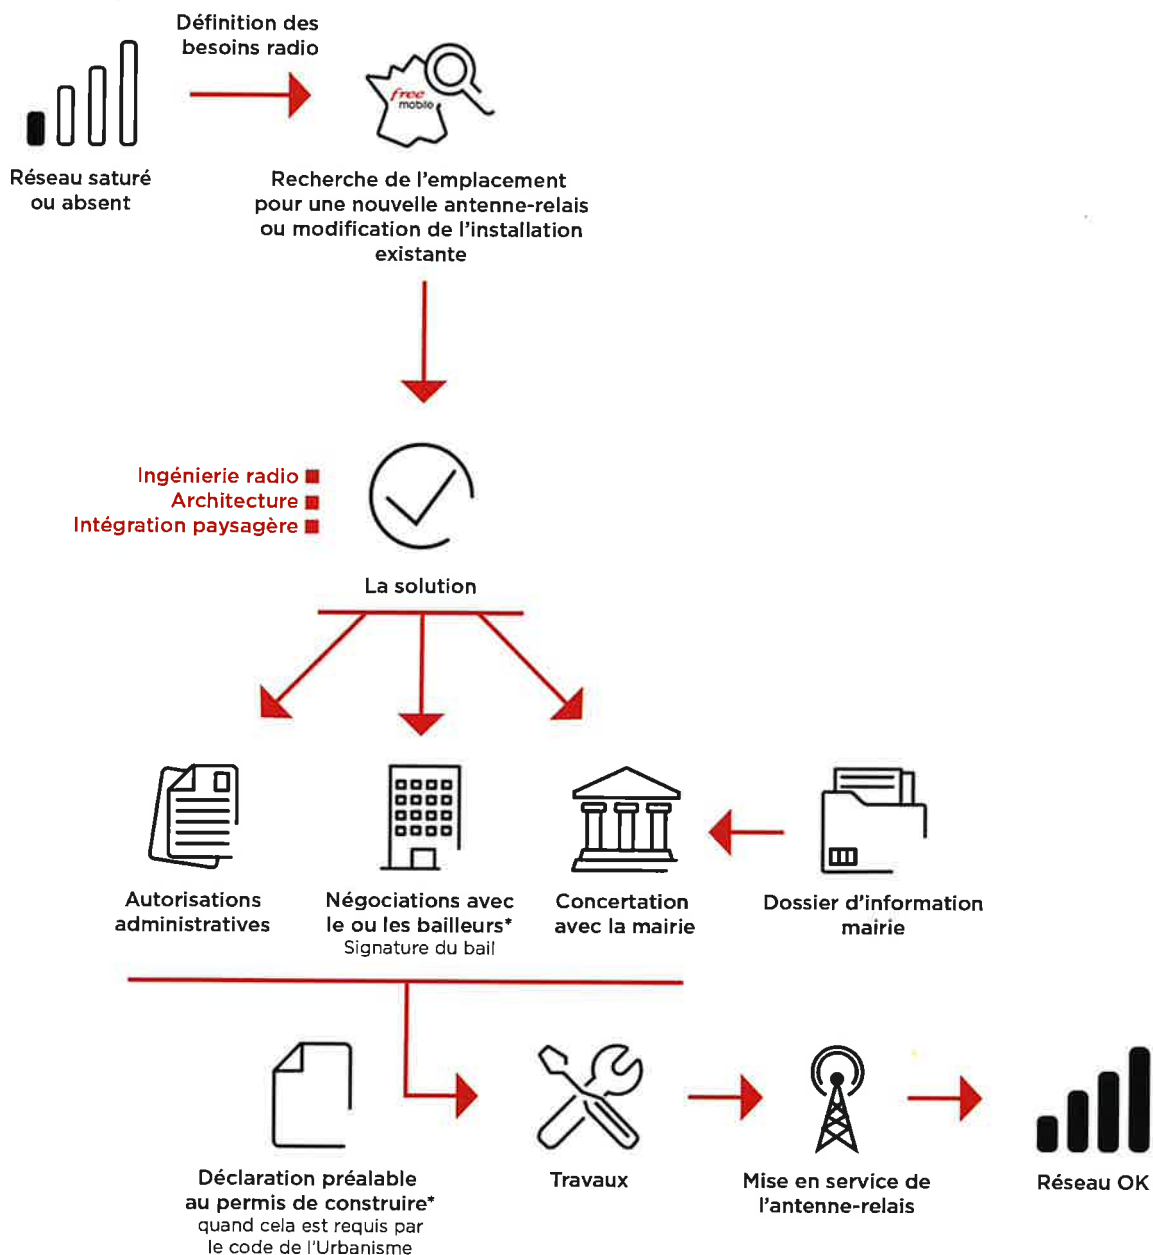 Définition des
besoins radio
free
mobile
Réseau saturé
ou absent
Recherche de l'emplacement
pour une nouvelle antenne-relais
ou modification de l'installation
existante
Ingénierie radio
Architecture
Intégration paysagère
La solution
Autorisations
administratives
Négociations avec
le ou les bailleurs*
Signature du bail
Concertation
avec la mairie
Dossier d'information
mairie
Déclaration préalable
au permis de construire*
quand cela est requis par
le code de l'Urbanisme
Travaux
Mise en service de
l'antenne-relais
Réseau OK